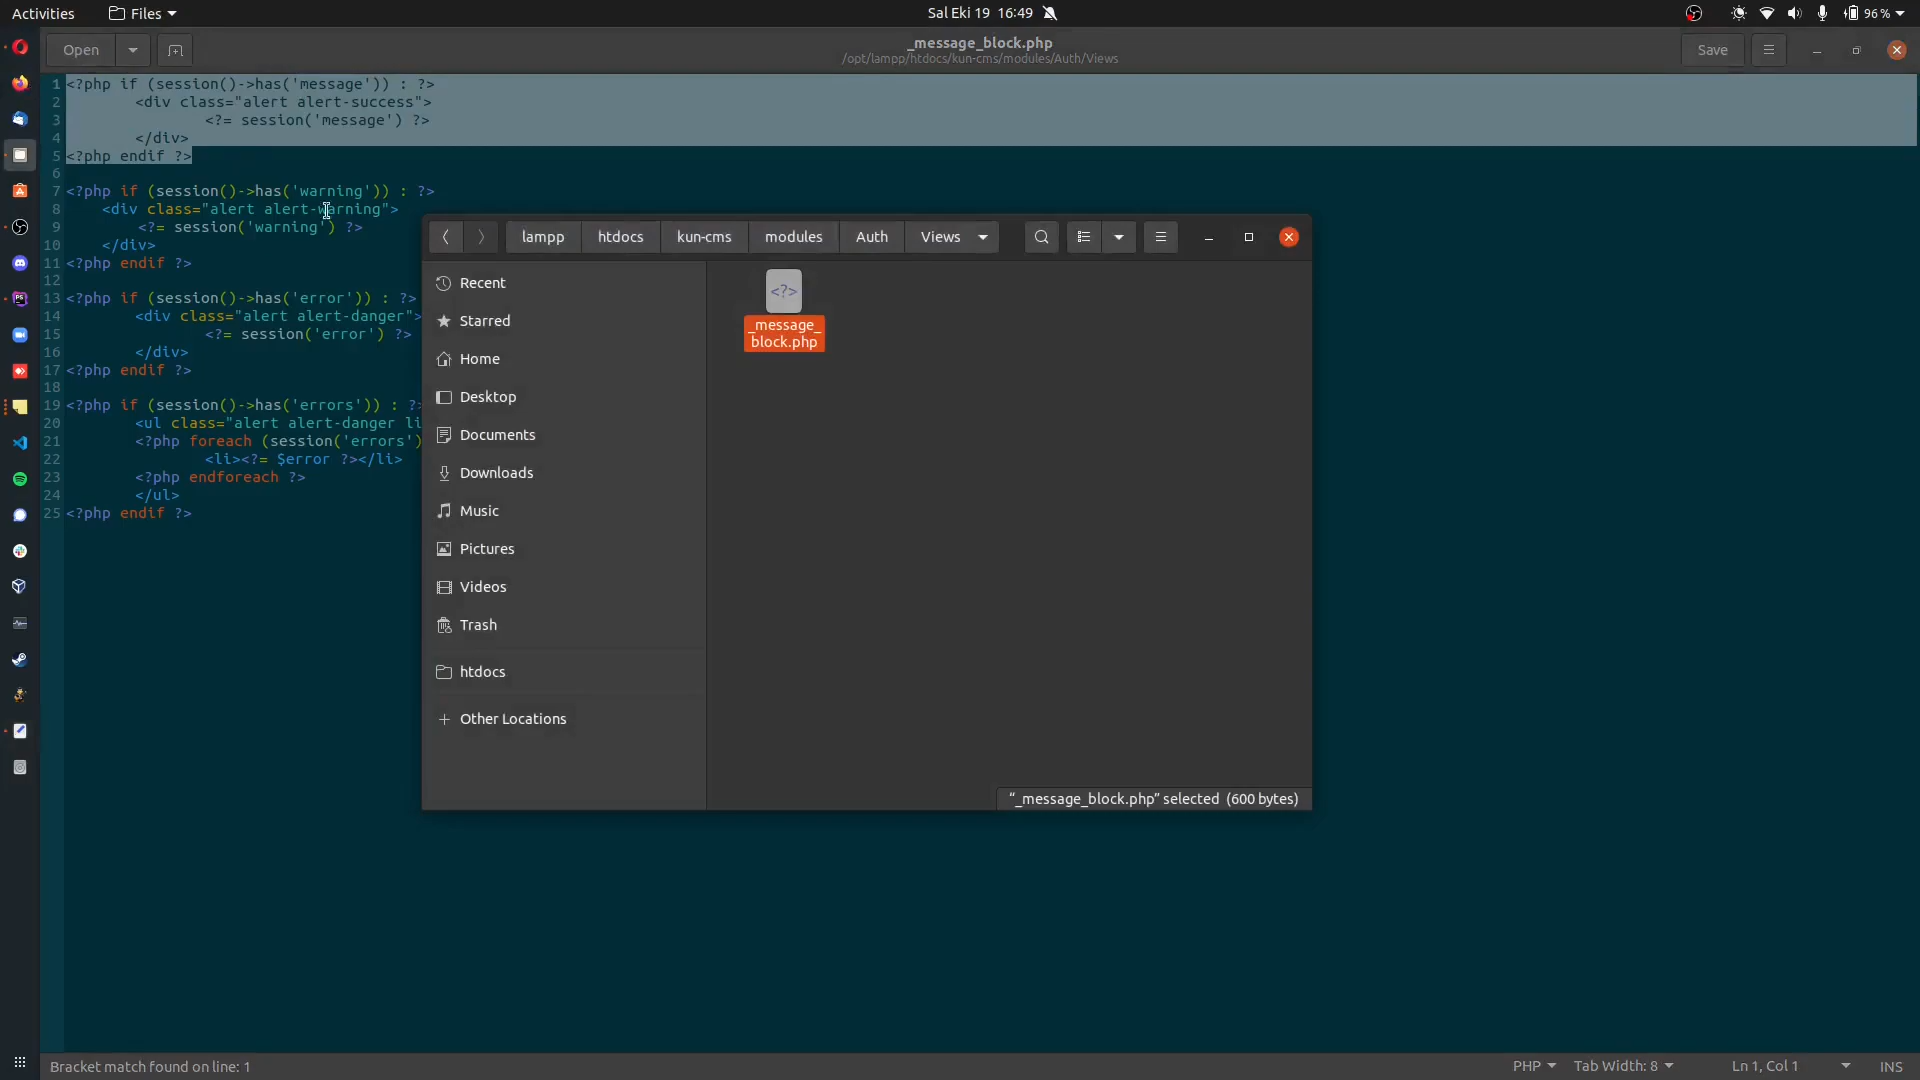 Activities Files Sal Eki 19 16:49 96 %
Open _message_block.php Save
/opt/lampp/htdocs/kun-cms/modules/Auth/Views
1 <?php if (session()->has('message')) : ?>
2 <div class="alert alert-success">
3 <?= session('message') ?>
4 </div>
5 <?php endif ?>
6
7 <?php if (session()->has('warning')) : ?>
8 <div class="alert alert-warning">
9 <?= session('warning') ?>
10 </div>
11 <?php endif ?>
12
13 <?php if (session()->has('error')) : ?>
14 <div class="alert alert-danger">
15 <?= session('error') ?>
16 </div>
17 <?php endif ?>
18
19 <?php if (session()->has('errors')) : ?>
20 <ul class="alert alert-danger li
21 <?php foreach (session('errors')
22 <li><?= $error ?></li>
23 <?php endforeach ?>
24 </ul>
25 <?php endif ?>
lampp htdocs kun-cms modules Auth Views
Recent
Starred
Home
Desktop
Documents
Downloads
Music
Pictures
Videos
Trash
htdocs
Other Locations
<?>
_message_
block.php
“_message_block.php” selected (600 bytes)
Bracket match found on line: 1 PHP Tab Width: 8 Ln 1, Col 1 INS